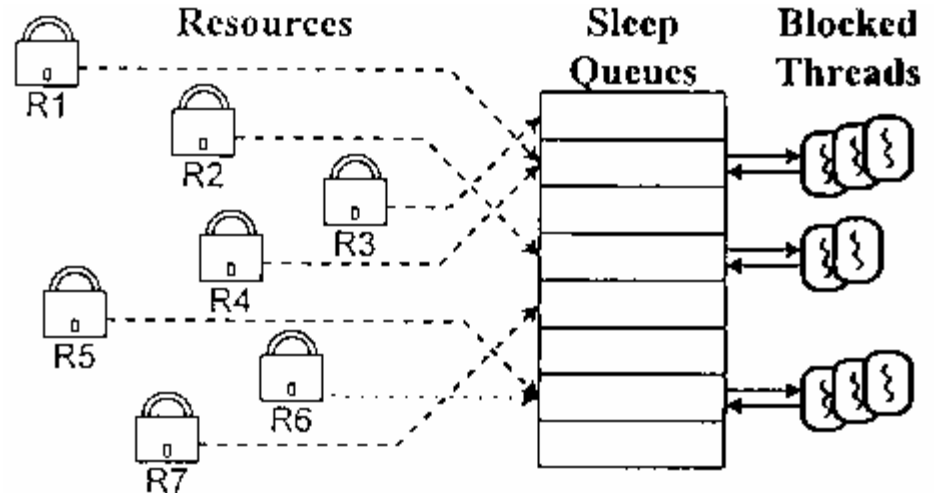 Resources
Sleep
Queues
Blocked
Threads
R1
R2
R3
R4
R5
R6
R7